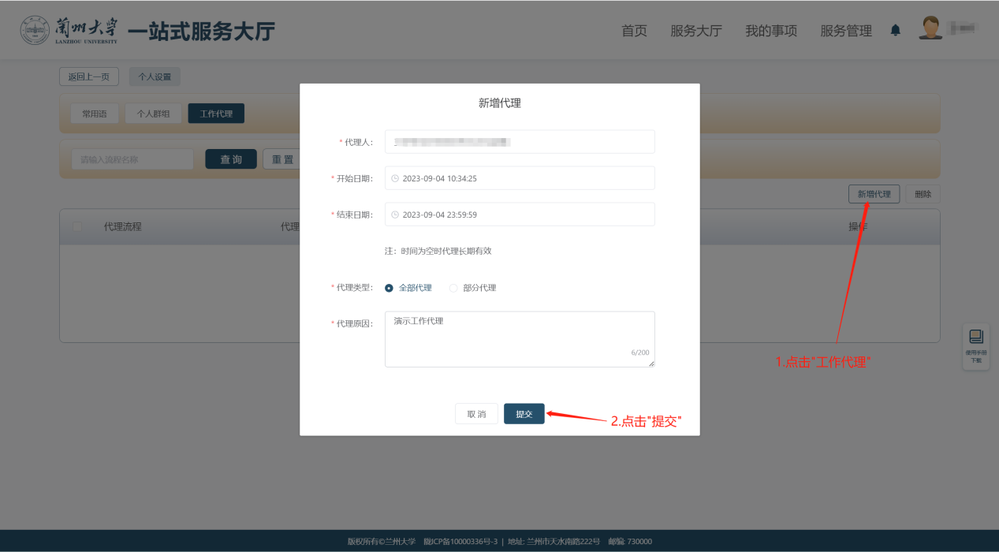 兰州大学
LANZHOU UNIVERSITY
一站式服务大厅
首页 服务大厅 我的事项 服务管理
返回上一页 个人设置
常用语 个人群组 工作代理
请输入流程名称 查询 重置
新增代理 删除
代理流程 代理 操作
新增代理
*代理人:
*开始日期: 2023-09-04 10:34:25
*结束日期: 2023-09-04 23:59:59
注：时间为空时代理长期有效
*代理类型: 全部代理 部分代理
*代理原因: 演示工作代理
6/200
取消 提交
1.点击"工作代理"
2.点击"提交"
使用手册
下载
版权所有©兰州大学 陇ICP备10000336号-3 | 地址: 兰州市天水南路222号 邮编: 730000